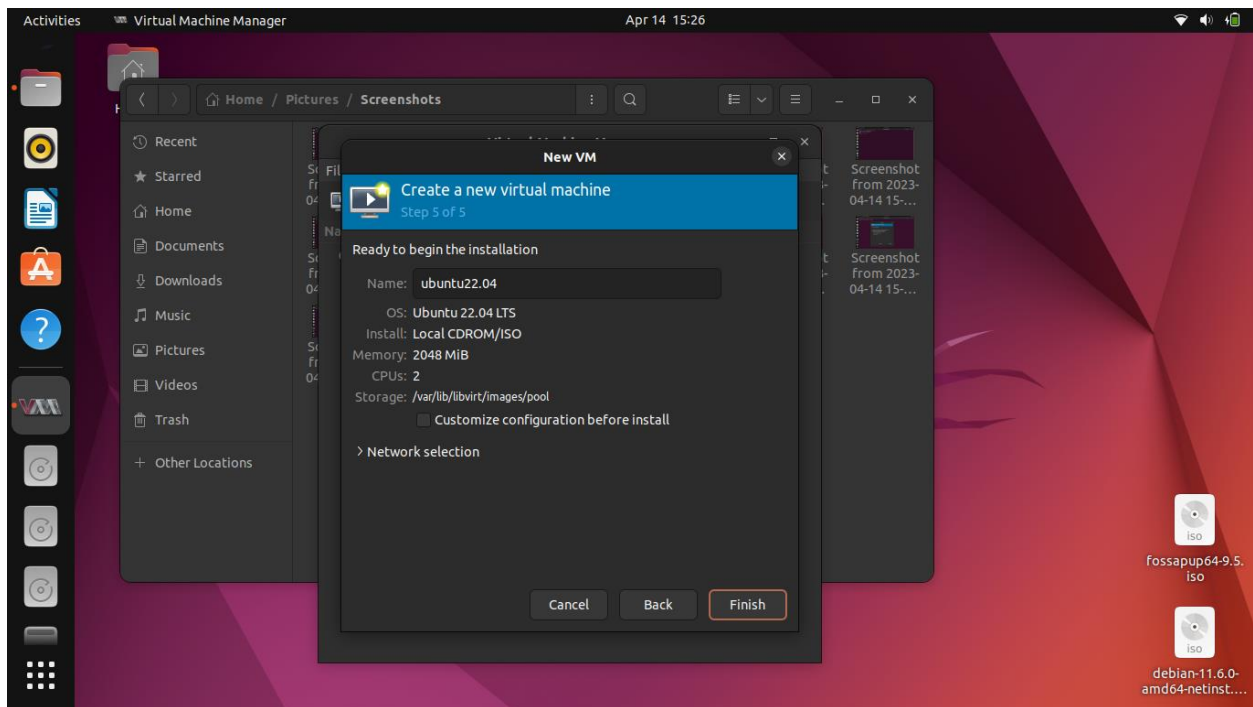 Activities Virtual Machine Manager Apr 14 15:26
Home / Pictures / Screenshots
Recent
Starred
Home
Documents
Downloads
Music
Pictures
Videos
Trash
+ Other Locations
New VM
Create a new virtual machine
Step 5 of 5
Ready to begin the installation
Name: ubuntu22.04
OS: Ubuntu 22.04 LTS
Install: Local CDROM/ISO
Memory: 2048 MiB
CPUs: 2
Storage: /var/lib/libvirt/images/pool
Customize configuration before install
> Network selection
Cancel Back Finish
Screenshot
from 2023-
04-14 15-...
Screenshot
from 2023-
04-14 15-...
iso
fossapup64-9.5.
iso
iso
debian-11.6.0-
amd64-netinst....